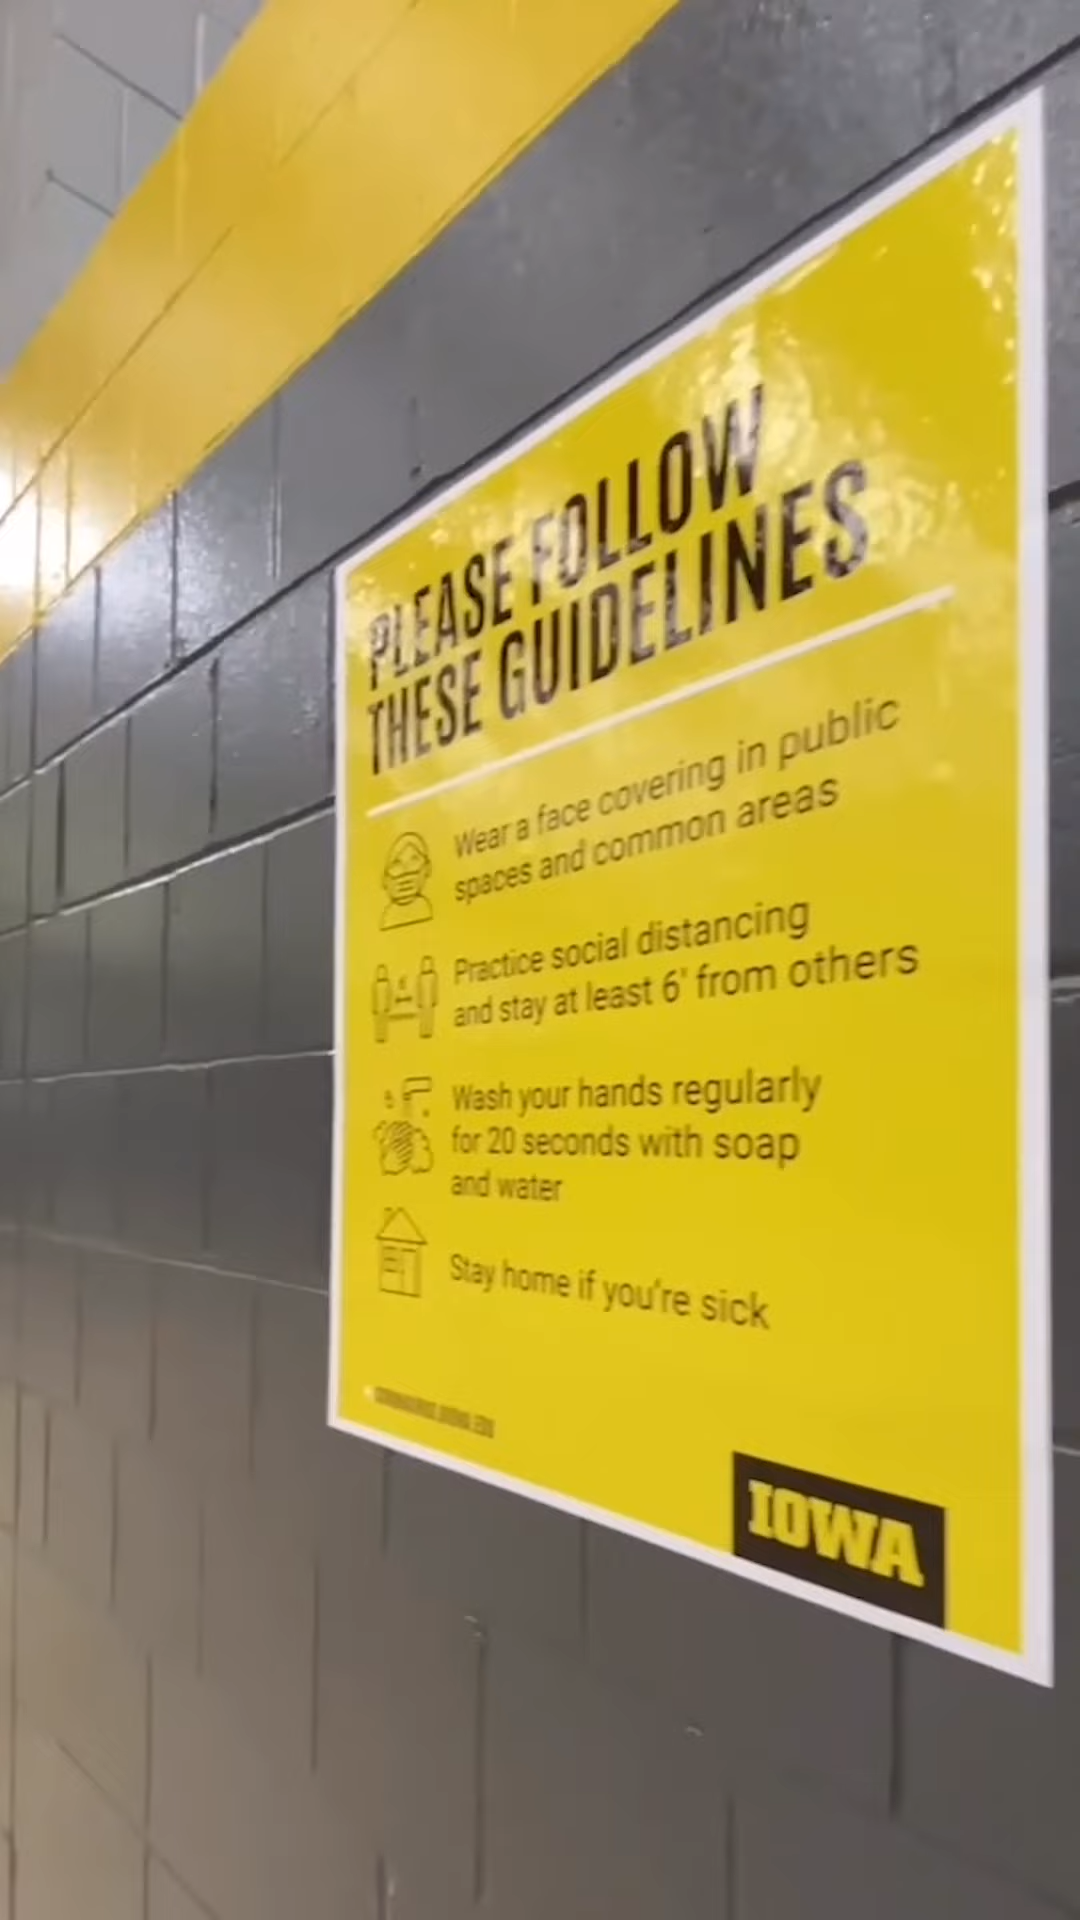 PLEASE FOLLOW
THESE GUIDELINES
Wear a face covering in public
spaces and common areas
Practice social distancing
and stay at least 6' from others
Wash your hands regularly
for 20 seconds with soap
and water
Stay home if you're sick
IOWA